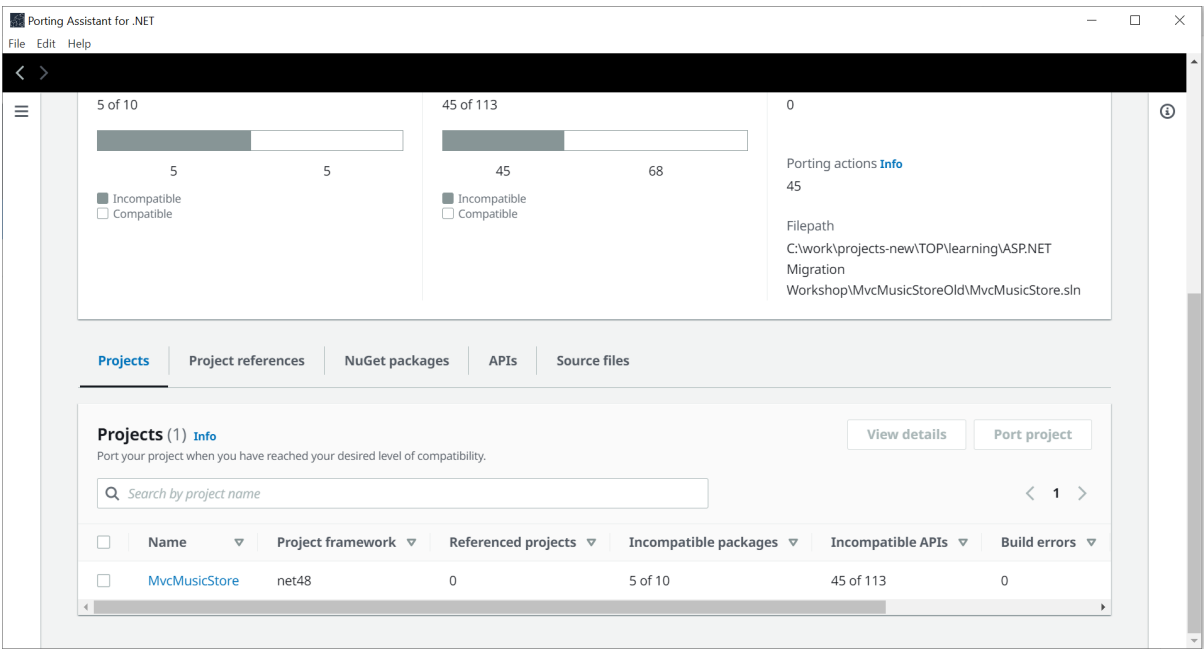 Porting Assistant for .NET
File Edit Help
5 of 10
5 5
Incompatible
Compatible
45 of 113
45 68
Incompatible
Compatible
0
Porting actions Info
45
Filepath
C:\work\projects-new\TOP\learning\ASP.NET
Migration
Workshop\MvcMusicStoreOld\MvcMusicStore.sln
Projects Project references NuGet packages APIs Source files
Projects (1) Info
View details Port project
Port your project when you have reached your desired level of compatibility.
Search by project name
1
Name Project framework Referenced projects Incompatible packages Incompatible APIs Build errors
MvcMusicStore net48 0 5 of 10 45 of 113 0